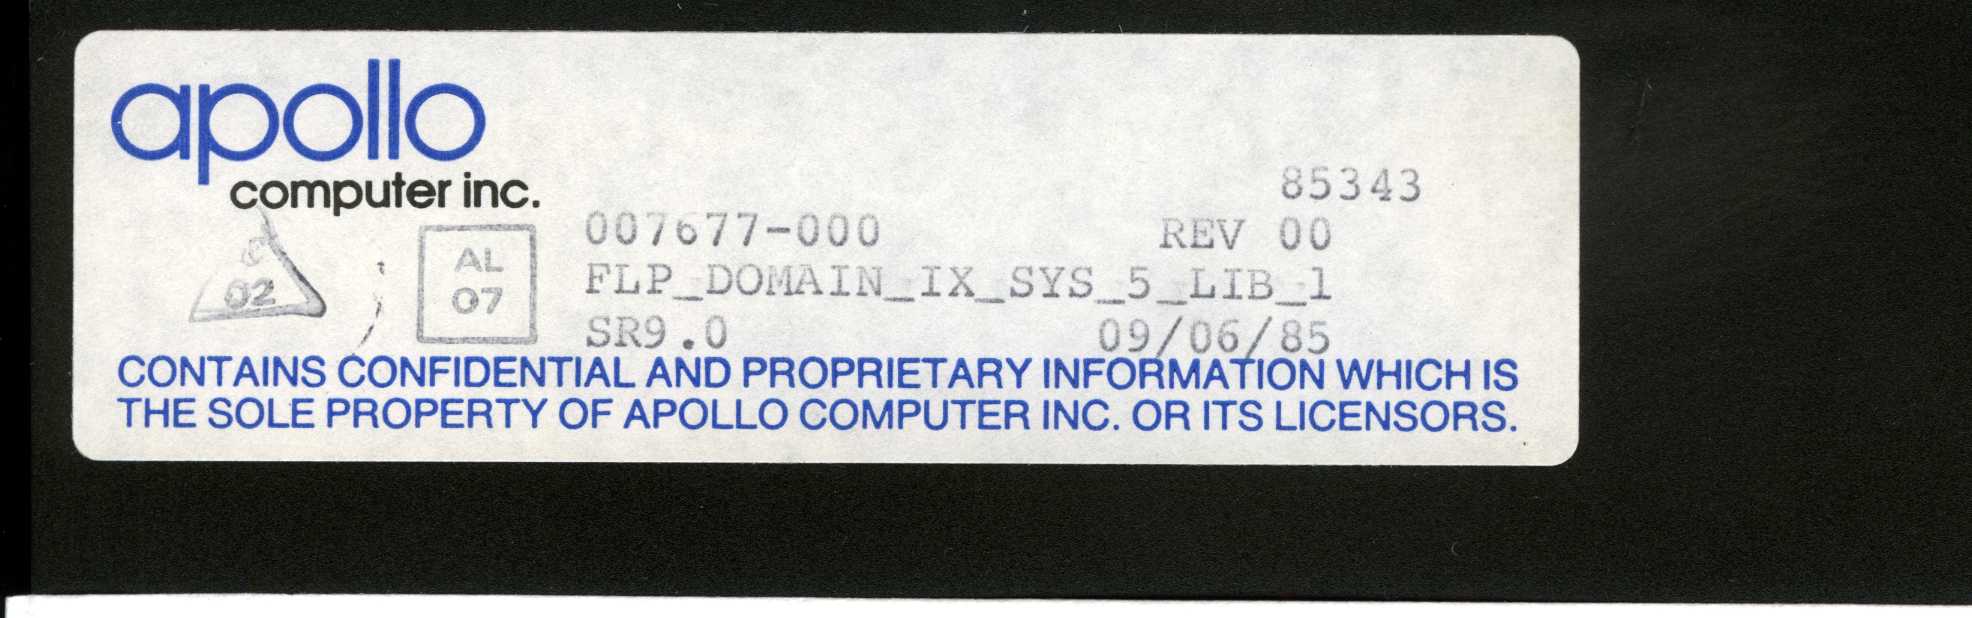 apollo
computer inc.
85343
007677-000 REV 00
02
AL
07
FLP_DOMAIN_IX_SYS_5_LIB_1
SR9.0 09/06/85
CONTAINS CONFIDENTIAL AND PROPRIETARY INFORMATION WHICH IS
THE SOLE PROPERTY OF APOLLO COMPUTER INC. OR ITS LICENSORS.